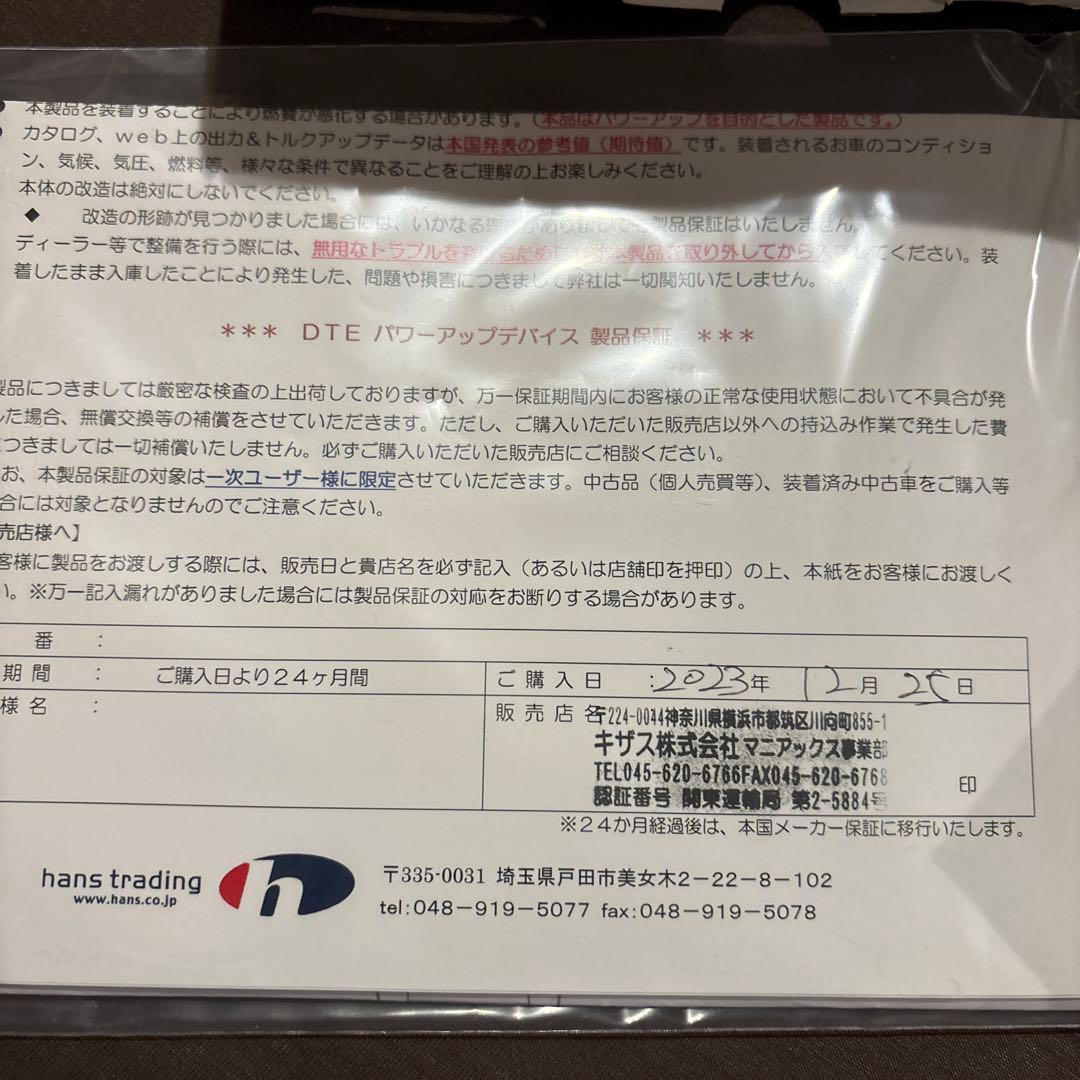 本製品を装着することにより燃費が悪化する場合があります。(本品はパワーアップを目的とした製品です。)
カタログ、web上の出力&トルクアップデータは本国発表の参考値(期待値)です。装着されるお車のコンディショ
ン、気候、気圧、燃料等、様々な条件で異なることをご理解の上お楽しみください。
本体の改造は絶対にしないでください。
◆ 改造の形跡が見つかりました場合には、いかなる 製品保証はいたしません。
ディーラー等で整備を行う際には、無用なトラブルを 本製品を取り外してから てください。装
着したまま入庫したことにより発生した、問題や損害につきまして弊社は一切関知いたしません。
*** DTE パワーアップデバイス 製品保証 ***
製品につきましては厳密な検査の上出荷しておりますが、万一保証期間内にお客様の正常な使用状態において不具合が発
した場合、無償交換等の補償をさせていただきます。ただし、ご購入いただいた販売店以外への持込み作業で発生した費
につきましては一切補償いたしません。必ずご購入いただいた販売店にご相談ください。
お、本製品保証の対象は一次ユーザー様に限定させていただきます。中古品(個人売買等)、装着済み中古車をご購入等
合には対象となりませんのでご注意ください。
売店様へ】
客様に製品をお渡しする際には、販売日と貴店名を必ず記入(あるいは店舗印を押印)の上、本紙をお客様にお渡しく
い。※万一記入漏れがありました場合には製品保証の対応をお断りする場合があります。
番 :
期間 : ご購入日より24ヶ月間 ご購入日 :2023年 12月 25日
様名 : 販売店名 〒224-0044神奈川県横浜市都筑区川向町855-1
キザス株式会社 マニアックス事業部
TEL045-620-6766FAX045-620-6768
認証番号 関東運輸局 第2-5884号
印
※24か月経過後は、本国メーカー保証に移行いたします。
hans trading
www.hans.co.jp
h
〒335-0031 埼玉県戸田市美女木2-22-8-102
tel:048-919-5077 fax:048-919-5078